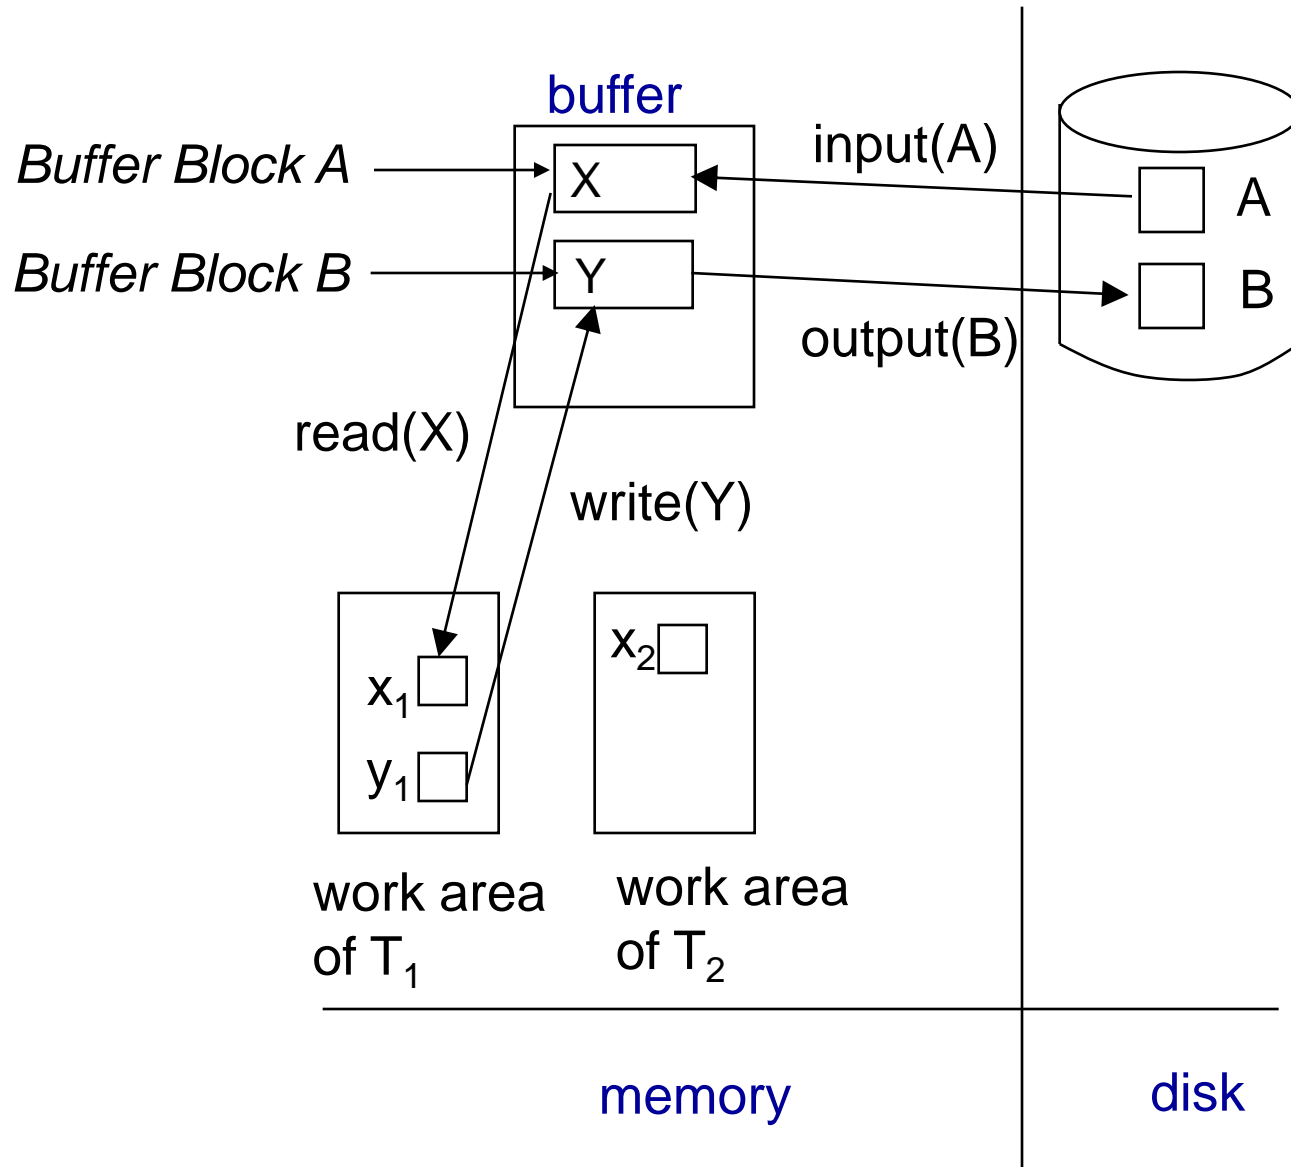 buffer
Buffer Block A
X
input(A)
A
Buffer Block B
Y
B
output(B)
read(X)
write(Y)
x₁
y₁
x₂
work area
of T₁
work area
of T₂
memory
disk